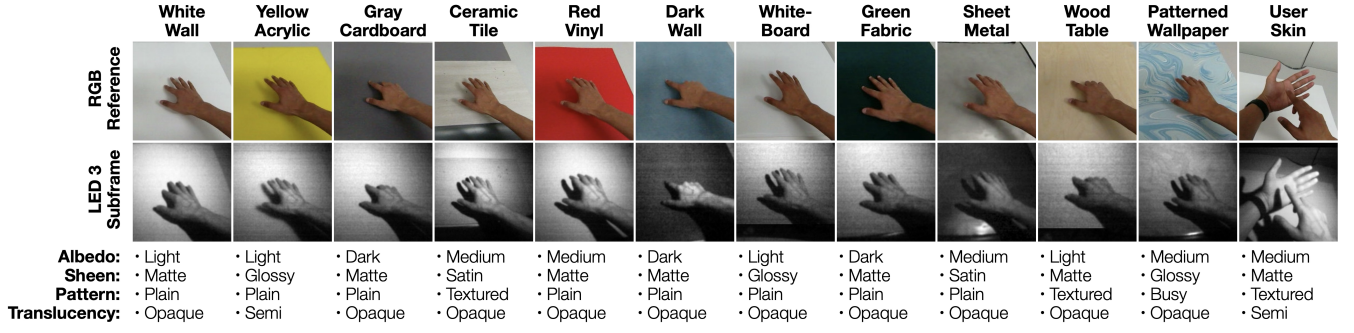 White Wall
Yellow Acrylic
Gray Cardboard
Ceramic Tile
Red Vinyl
Dark Wall
White-Board
Green Fabric
Sheet Metal
Wood Table
Patterned Wallpaper
User Skin
RGB Reference
LED 3 Subframe
Albedo: · Light · Light · Dark · Medium · Medium · Dark · Light · Dark · Medium · Light · Medium · Medium
Sheen: · Matte · Glossy · Matte · Satin · Matte · Matte · Glossy · Matte · Satin · Matte · Glossy · Matte
Pattern: · Plain · Plain · Plain · Textured · Plain · Plain · Plain · Plain · Plain · Textured · Busy · Textured
Translucency: · Opaque · Semi · Opaque · Opaque · Opaque · Opaque · Opaque · Opaque · Opaque · Opaque · Opaque · Semi